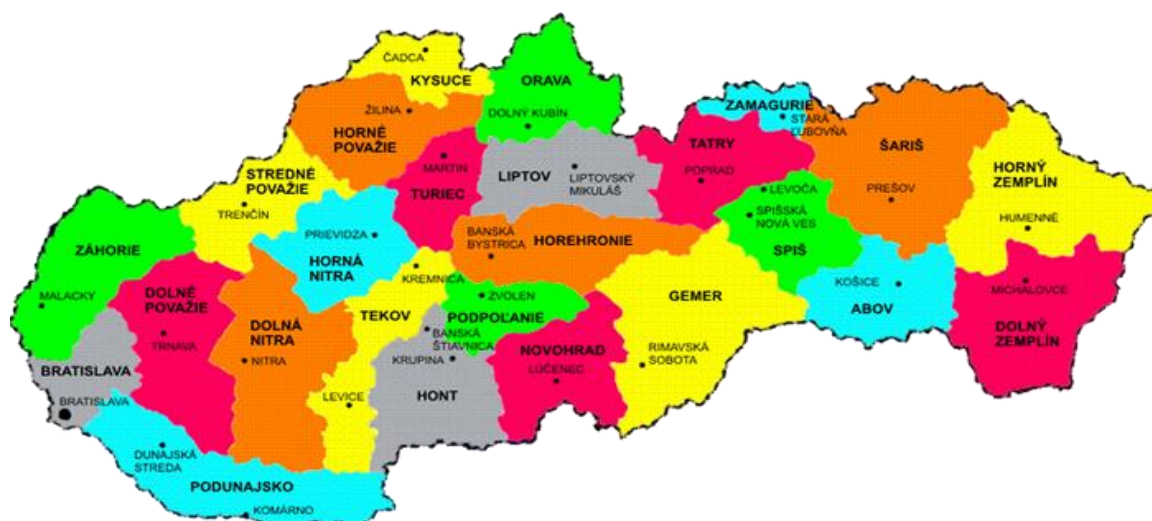 ČADCA
KYSUCE
ORAVA
ŽILINA
HORNÉ
POVAŽIE
DOLNÝ KUBÍN
ZAMAGURIE
STARÁ
ĽUBOVŇA
TATRY
POPRAD
ŠARIŠ
PREŠOV
HORNÝ
ZEMPLÍN
HUMENNÉ
STREDNÉ
POVAŽIE
TRENČÍN
MARTIN
TURIEC
LIPTOV
LIPTOVSKÝ
MIKULÁŠ
LEVOČA
SPIŠSKÁ
NOVÁ VES
SPIŠ
ZÁHORIE
MALACKY
PRIEVIDZA
HORNÁ
NITRA
BANSKÁ
BYSTRICA
HOREHRONIE
KREMNICA
TEKOV
ZVOLEN
PODPOĽANIE
GEMER
RIMAVSKÁ
SOBOTA
KOŠICE
ABOV
MICHALOVCE
DOLNÝ
ZEMPLÍN
DOLNÉ
POVAŽIE
TRNAVA
DOLNÁ
NITRA
NITRA
BANSKÁ
ŠTIAVNICA
KRUPINA
HONT
NOVOHRAD
LÚČENEC
LEVICE
BRATISLAVA
BRATISLAVA
DUNAJSKÁ
STREDA
PODUNAJSKO
KOMÁRNO